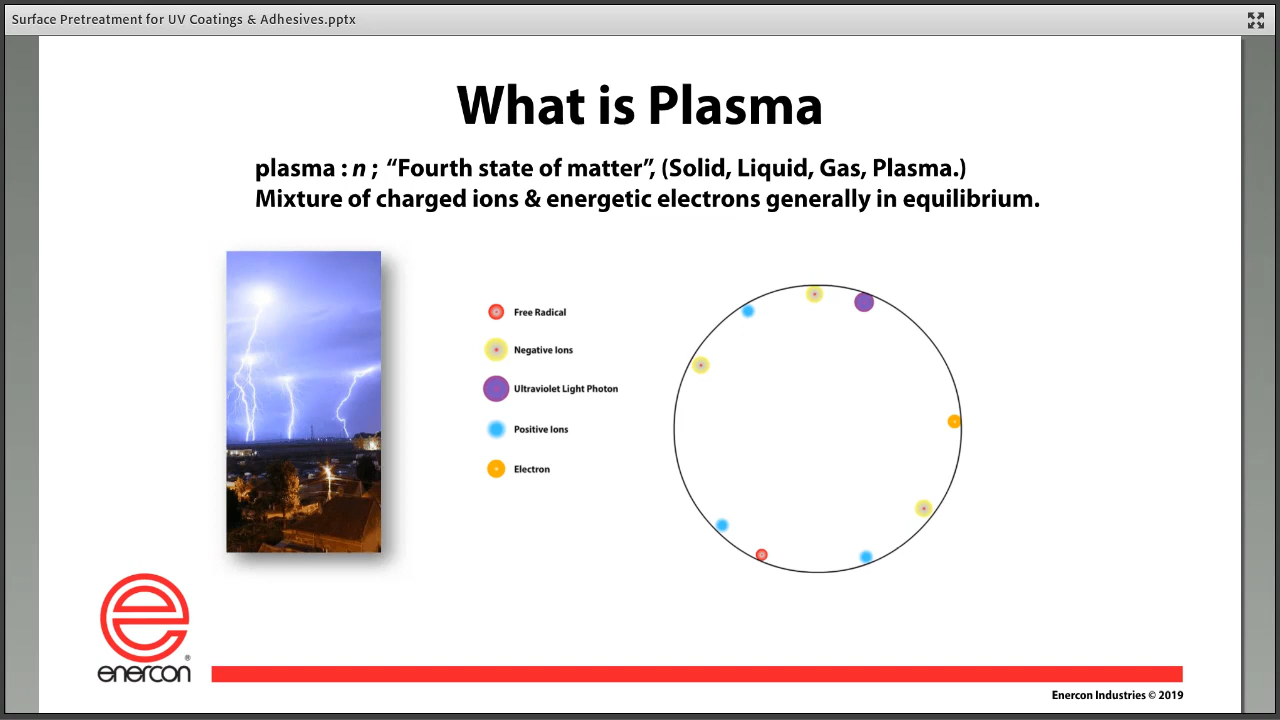 Surface Pretreatment for UV Coatings & Adhesives.pptx
What is Plasma
plasma : n ; “Fourth state of matter”, (Solid, Liquid, Gas, Plasma.)
Mixture of charged ions & energetic electrons generally in equilibrium.
Free Radical
Negative Ions
Ultraviolet Light Photon
Positive Ions
Electron
enercon®
Enercon Industries © 2019